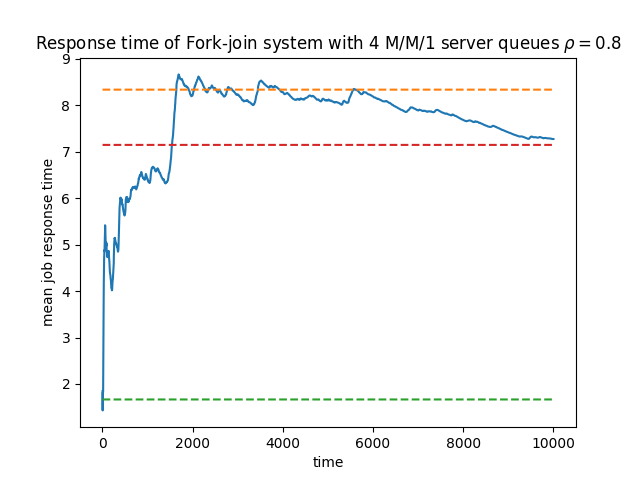 Response time of Fork-join system with 4 M/M/1 server queues ρ = 0.8
9
8
7
6
5
4
3
2
mean job response time
0 2000 4000 6000 8000 10000
time